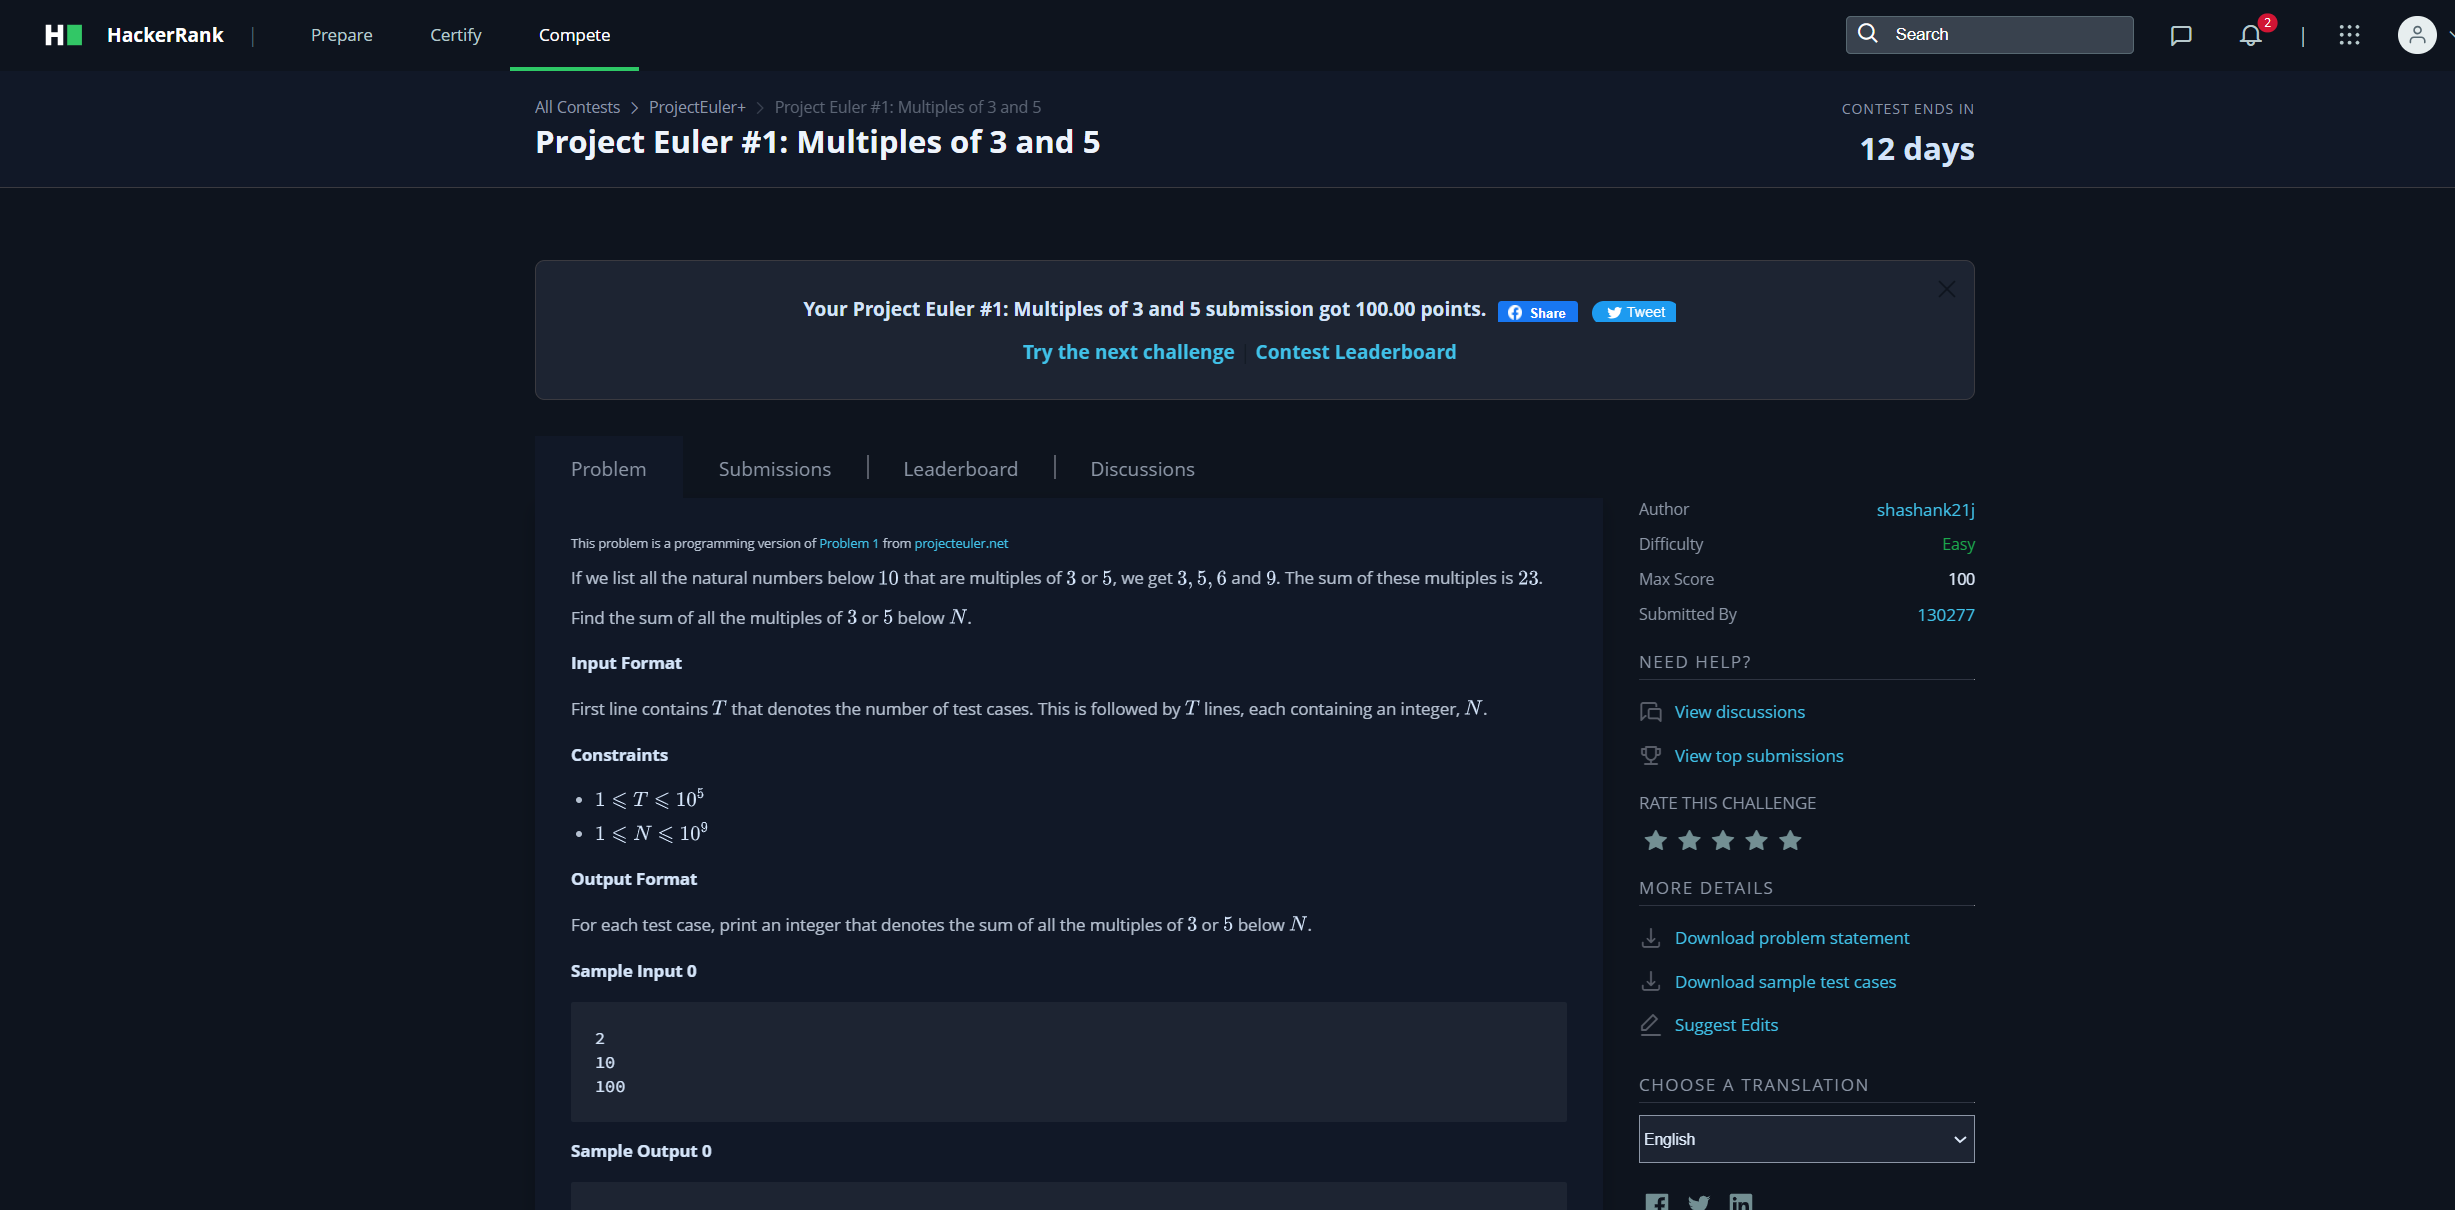 HackerRank | Prepare Certify Compete Search 2 |
All Contests > ProjectEuler+ > Project Euler #1: Multiples of 3 and 5
CONTEST ENDS IN
Project Euler #1: Multiples of 3 and 5
12 days
Your Project Euler #1: Multiples of 3 and 5 submission got 100.00 points. Share Tweet
Try the next challenge | Contest Leaderboard
Problem Submissions | Leaderboard | Discussions
This problem is a programming version of Problem 1 from projecteuler.net
If we list all the natural numbers below 10 that are multiples of 3 or 5, we get 3, 5, 6 and 9. The sum of these multiples is 23.
Find the sum of all the multiples of 3 or 5 below N.
Input Format
First line contains T that denotes the number of test cases. This is followed by T lines, each containing an integer, N.
Constraints
• 1 ⩽ T ⩽ 10⁵
• 1 ⩽ N ⩽ 10⁹
Output Format
For each test case, print an integer that denotes the sum of all the multiples of 3 or 5 below N.
Sample Input 0
2
10
100
Sample Output 0
Author shashank21j
Difficulty Easy
Max Score 100
Submitted By 130277
NEED HELP?
View discussions
View top submissions
RATE THIS CHALLENGE
MORE DETAILS
Download problem statement
Download sample test cases
Suggest Edits
CHOOSE A TRANSLATION
English